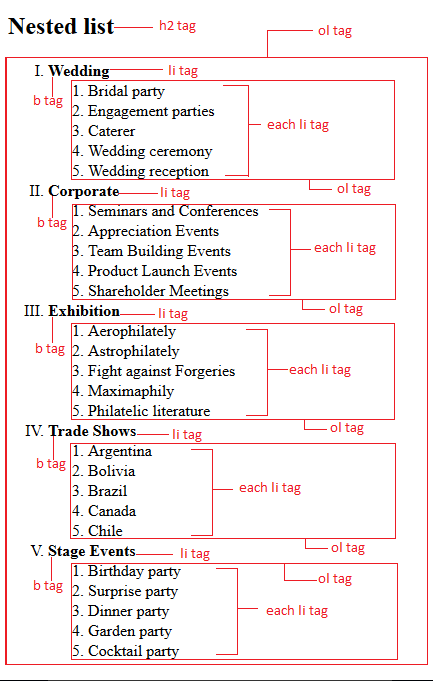 Nested list h2 tag ol tag
I. Wedding li tag
b tag
1. Bridal party
2. Engagement parties
3. Caterer each li tag
4. Wedding ceremony
5. Wedding reception
ol tag
II. Corporate li tag
b tag
1. Seminars and Conferences
2. Appreciation Events
3. Team Building Events each li tag
4. Product Launch Events
5. Shareholder Meetings
ol tag
III. Exhibition li tag
b tag
1. Aerophilately
2. Astrophilately
3. Fight against Forgeries each li tag
4. Maximaphily
5. Philatelic literature
ol tag
IV. Trade Shows li tag
b tag
1. Argentina
2. Bolivia
3. Brazil each li tag
4. Canada
5. Chile
ol tag
V. Stage Events li tag
b tag
1. Birthday party ol tag
2. Surprise party
3. Dinner party each li tag
4. Garden party
5. Cocktail party